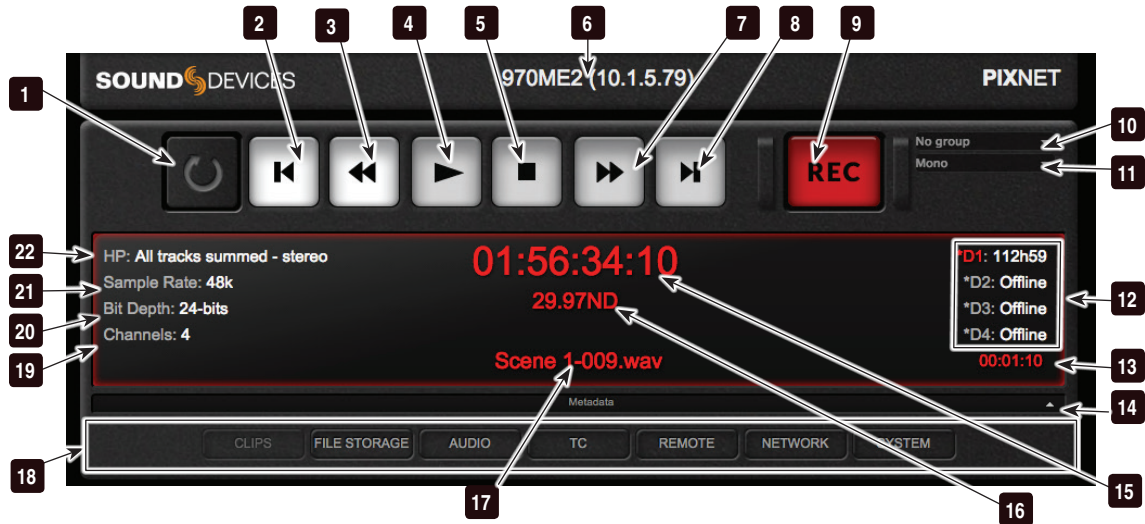 2 3 4 5 6 7 8 9
SOUND DEVICES 970ME2 (10.1.5.79) PIXNET
1
10
No group
Mono
11
REC
22
HP: All tracks summed - stereo
21
Sample Rate: 48k
20
Bit Depth: 24-bits
19
Channels: 4
01:56:34:10
29.97ND
Scene 1-009.wav
*D1: 112h59
*D2: Offline
*D3: Offline
*D4: Offline
12
00:01:10
13
Metadata
14
18
CLIPS FILE STORAGE AUDIO TC REMOTE NETWORK SYSTEM
17
16
15